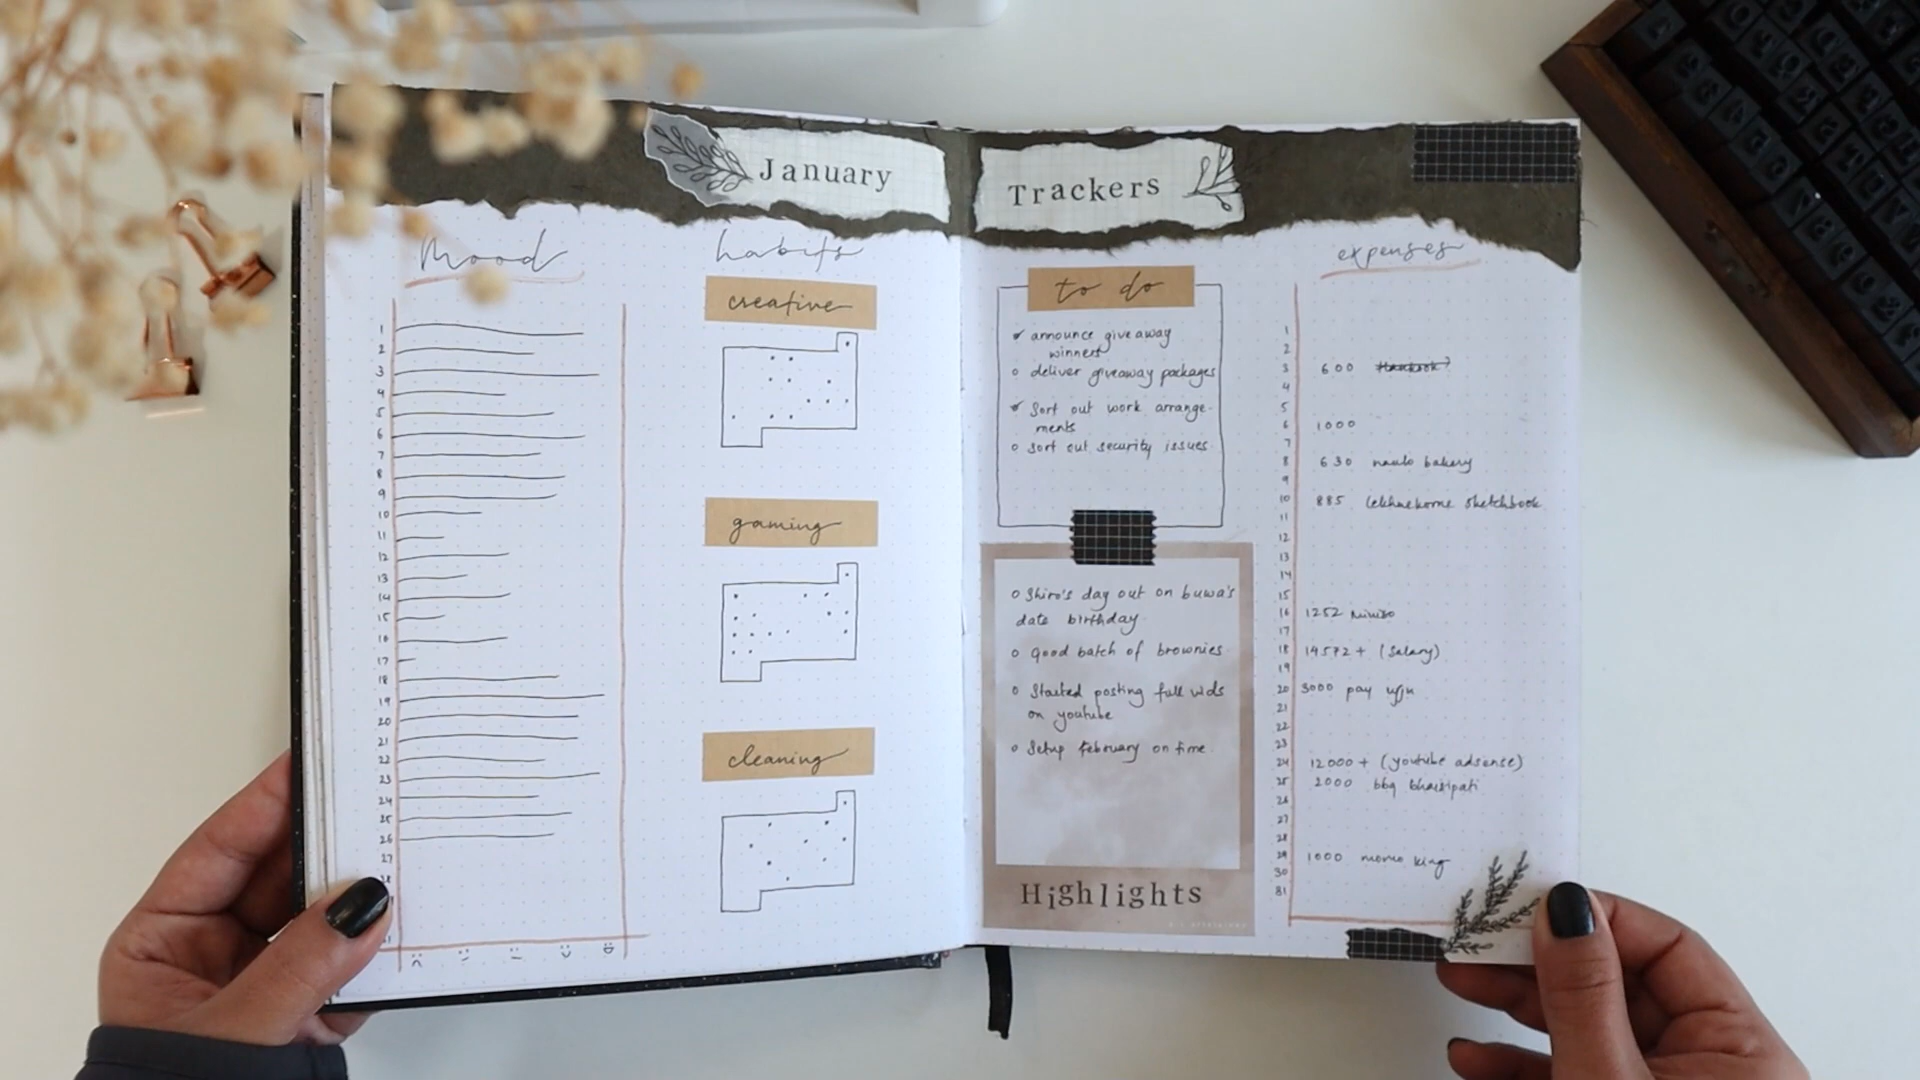 January
Trackers
Mood
habits
creative
gaming
cleaning
1
2
3
4
5
6
7
8
9
10
11
12
13
14
15
16
17
18
19
20
21
22
23
24
25
26
27
to do
announce giveaway
winners
deliver giveaway packages
Sort out work arrange-
ments
Sort out security issues.
Shiro's day out on buwa's
date birthday.
Good batch of brownies
Started posting full vids
on youtube
Setup february on time.
Highlights
expenses
1
2
3 600
4
5
6 1000
7
8 630 bakery
9
10 885 Sketchbook
11
12
13
14
15
16 1252
17
18 19572 + (Salary)
19
20 3000 pay
21
22
23
24 12000 + (youtube adsense)
25 2000 bbq
26
27
28
29 1000 momo king
30
31